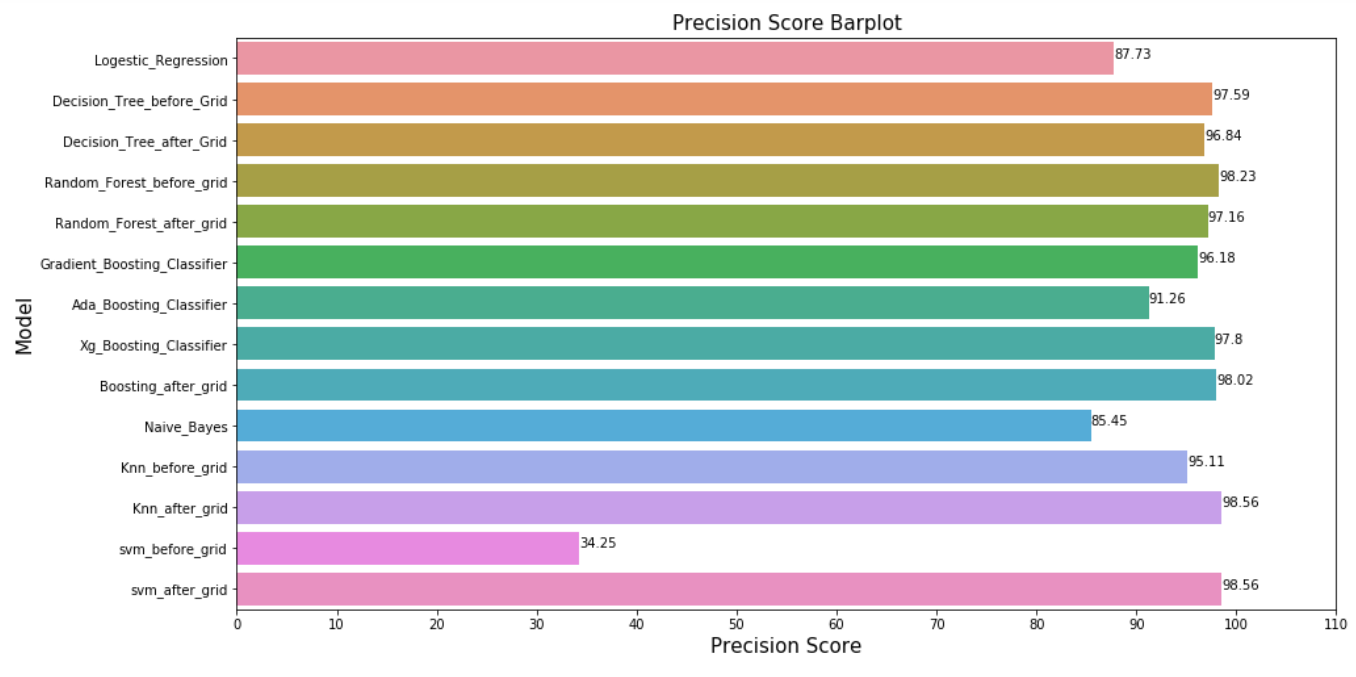 Precision Score Barplot
Logestic_Regression 87.73
Decision_Tree_before_Grid 97.59
Decision_Tree_after_Grid 96.84
Random_Forest_before_grid 98.23
Random_Forest_after_grid 97.16
Gradient_Boosting_Classifier 96.18
Ada_Boosting_Classifier 91.26
Xg_Boosting_Classifier 97.8
Boosting_after_grid 98.02
Naive_Bayes 85.45
Knn_before_grid 95.11
Knn_after_grid 98.56
svm_before_grid 34.25
svm_after_grid 98.56
Model
0 10 20 30 40 50 60 70 80 90 100 110
Precision Score